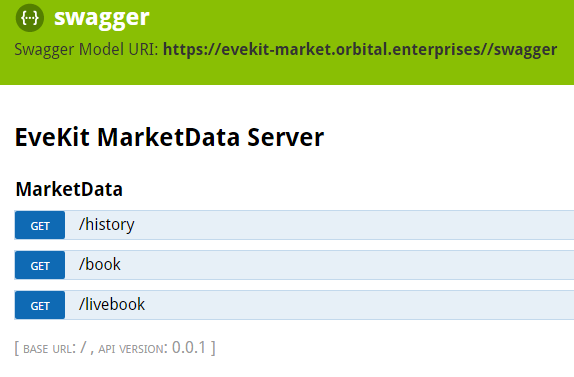 {··} swagger
Swagger Model URI: https://evekit-market.orbital.enterprises//swagger
EveKit MarketData Server
MarketData
GET /history
GET /book
GET /livebook
[ BASE URL: / , API VERSION: 0.0.1 ]